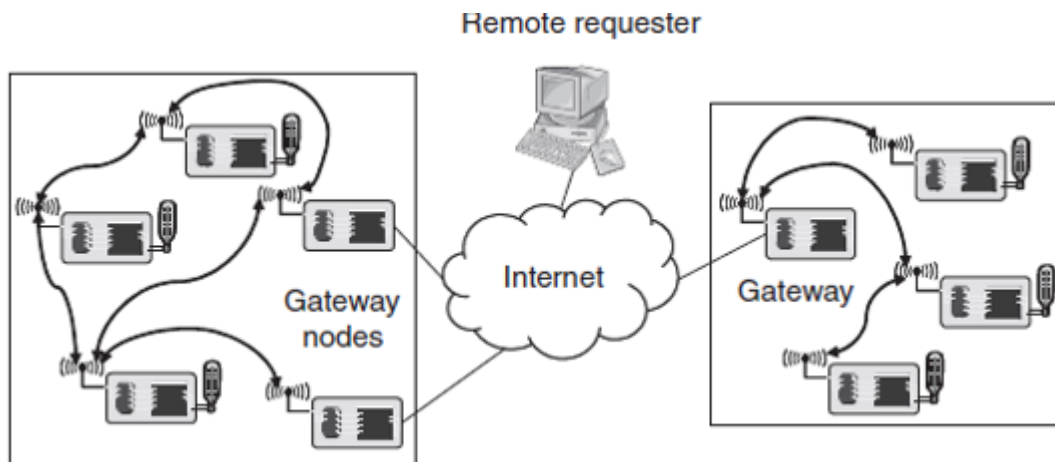 Remote requester
Internet
Gateway
nodes
Gateway